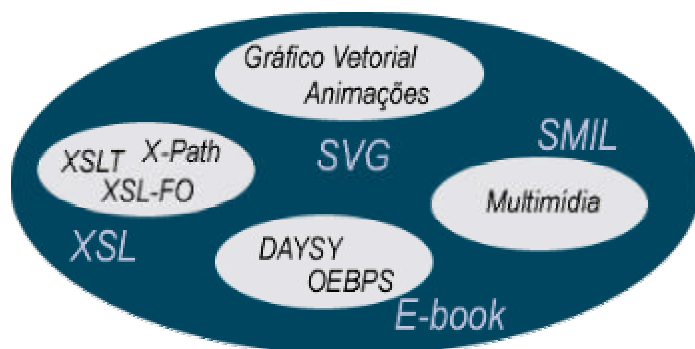 Gráfico Vetorial
Animações
SVG
SMIL
XSLT X-Path
XSL-FO
XSL
Multimídia
DAYSY
OEBPS
E-book